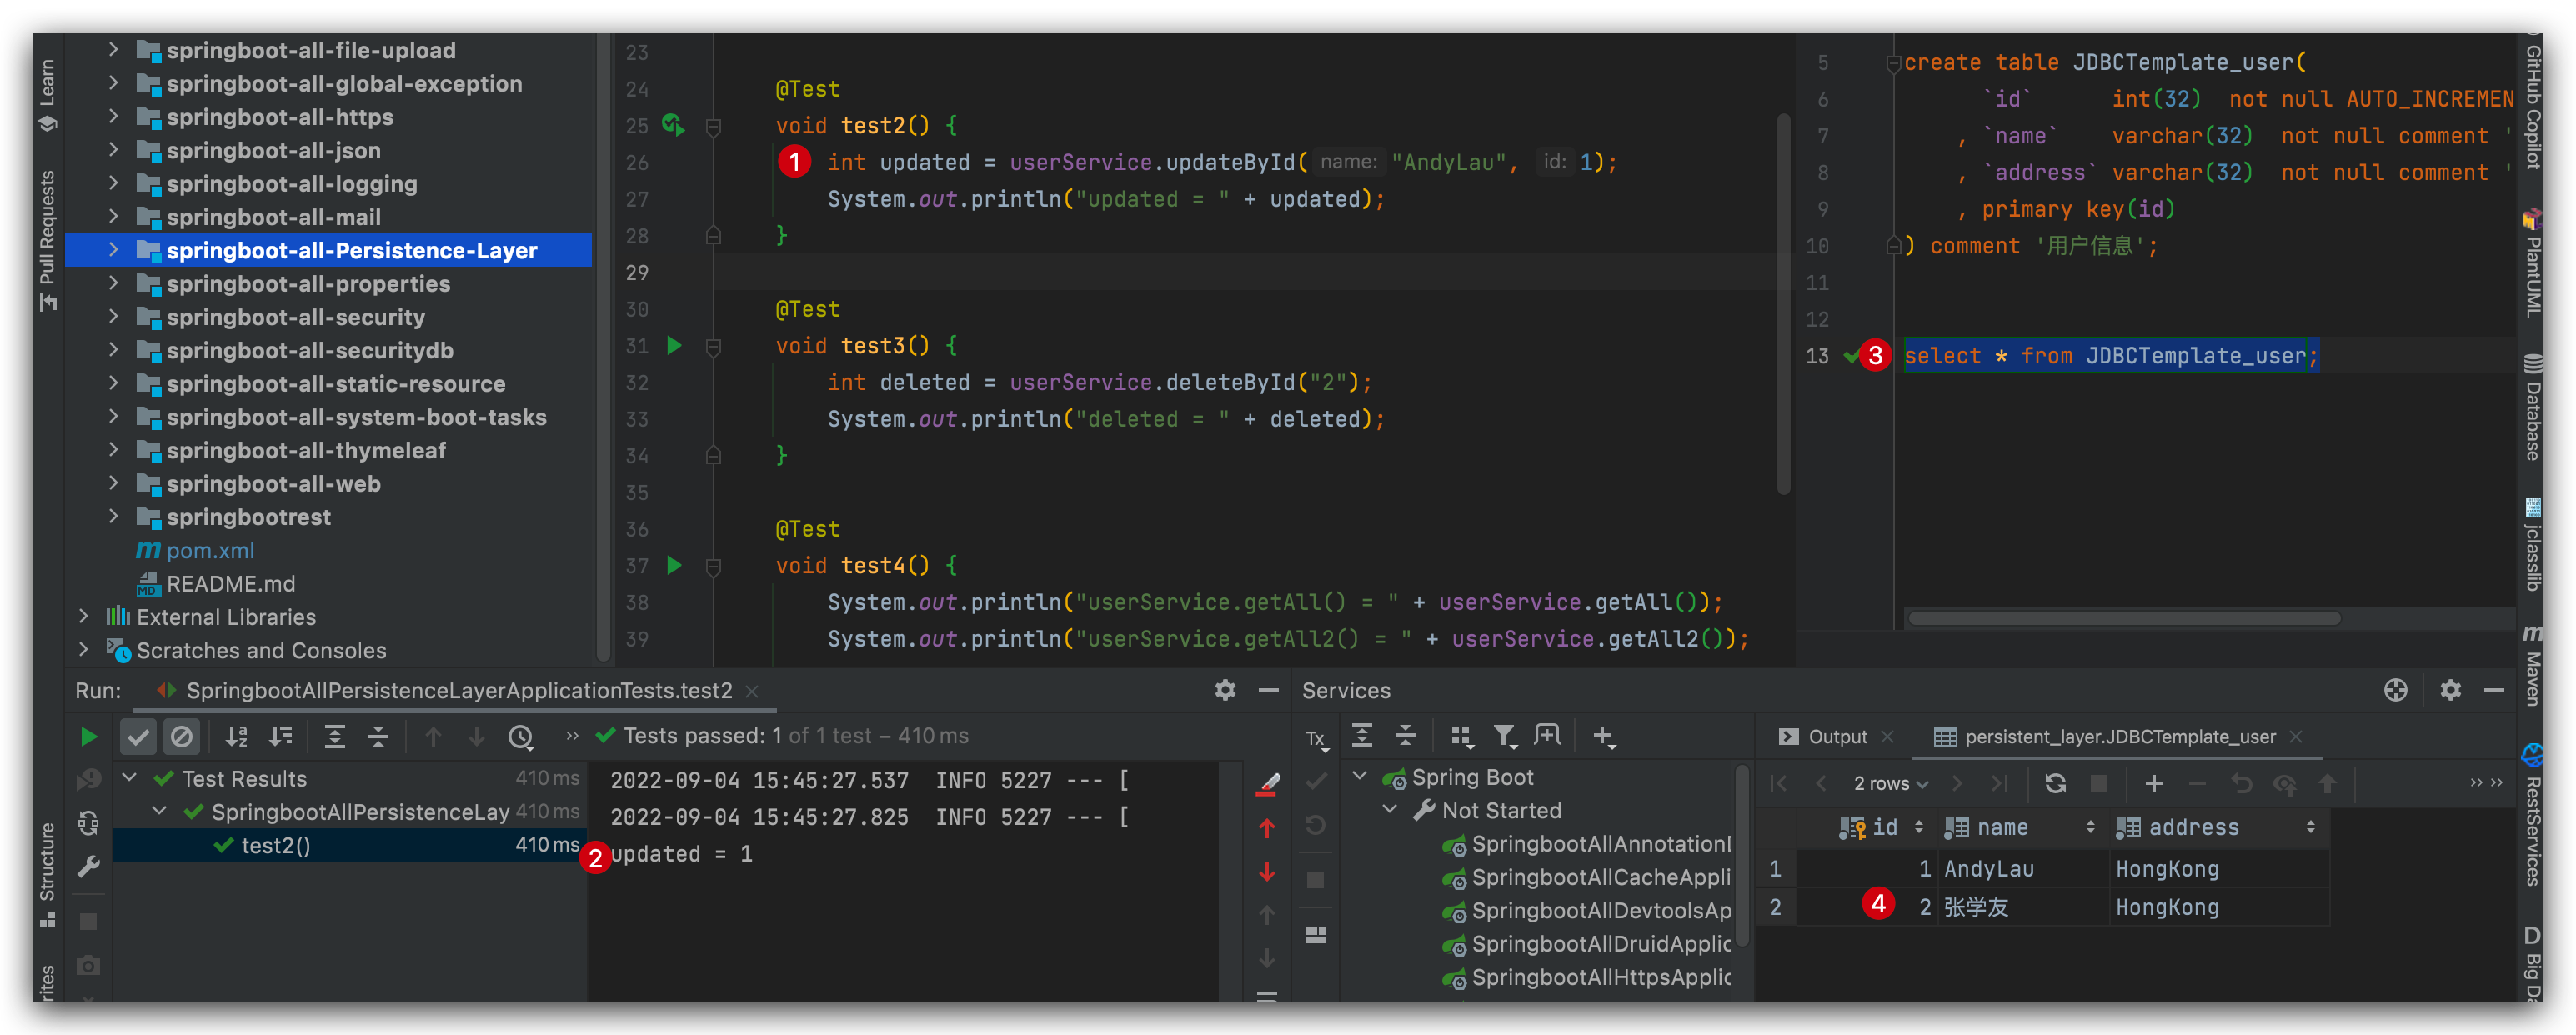 Learn
Pull Requests
Structure
springboot-all-file-upload
springboot-all-global-exception
springboot-all-https
springboot-all-json
springboot-all-logging
springboot-all-mail
springboot-all-Persistence-Layer
springboot-all-properties
springboot-all-security
springboot-all-securitydb
springboot-all-static-resource
springboot-all-system-boot-tasks
springboot-all-thymeleaf
springboot-all-web
springbootrest
pom.xml
README.md
External Libraries
Scratches and Consoles
23
24 @Test
25 void test2() {
26 1 int updated = userService.updateById( name: "AndyLau", id: 1);
27 System.out.println("updated = " + updated);
28 }
29
30 @Test
31 void test3() {
32 int deleted = userService.deleteById("2");
33 System.out.println("deleted = " + deleted);
34 }
35
36 @Test
37 void test4() {
38 System.out.println("userService.getAll() = " + userService.getAll());
39 System.out.println("userService.getAll2() = " + userService.getAll2());
5 create table JDBCTemplate_user(
6 `id` int(32) not null AUTO_INCREMEN
7 , `name` varchar(32) not null comment '
8 , `address` varchar(32) not null comment '
9 , primary key(id)
10 ) comment '用户信息';
11
12
13 3 select * from JDBCTemplate_user;
GitHub Copilot
PlantUML
Database
jclasslib
Maven
RestServices
Big Da
Run: SpringbootAllPersistenceLayerApplicationTests.test2
Tests passed: 1 of 1 test – 410 ms
Test Results 410 ms
SpringbootAllPersistenceLay 410 ms
test2() 410 ms
2022-09-04 15:45:27.537 INFO 5227 --- [
2022-09-04 15:45:27.825 INFO 5227 --- [
2 updated = 1
Services
Tx
Spring Boot
Not Started
SpringbootAllAnnotation
SpringbootAllCacheAppli
SpringbootAllDevtoolsAp
SpringbootAllDruidApplic
SpringbootAllHttpsApplic
Output persistent_layer.JDBCTemplate_user
2 rows
id name address
1 1 AndyLau HongKong
2 4 2 张学友 HongKong